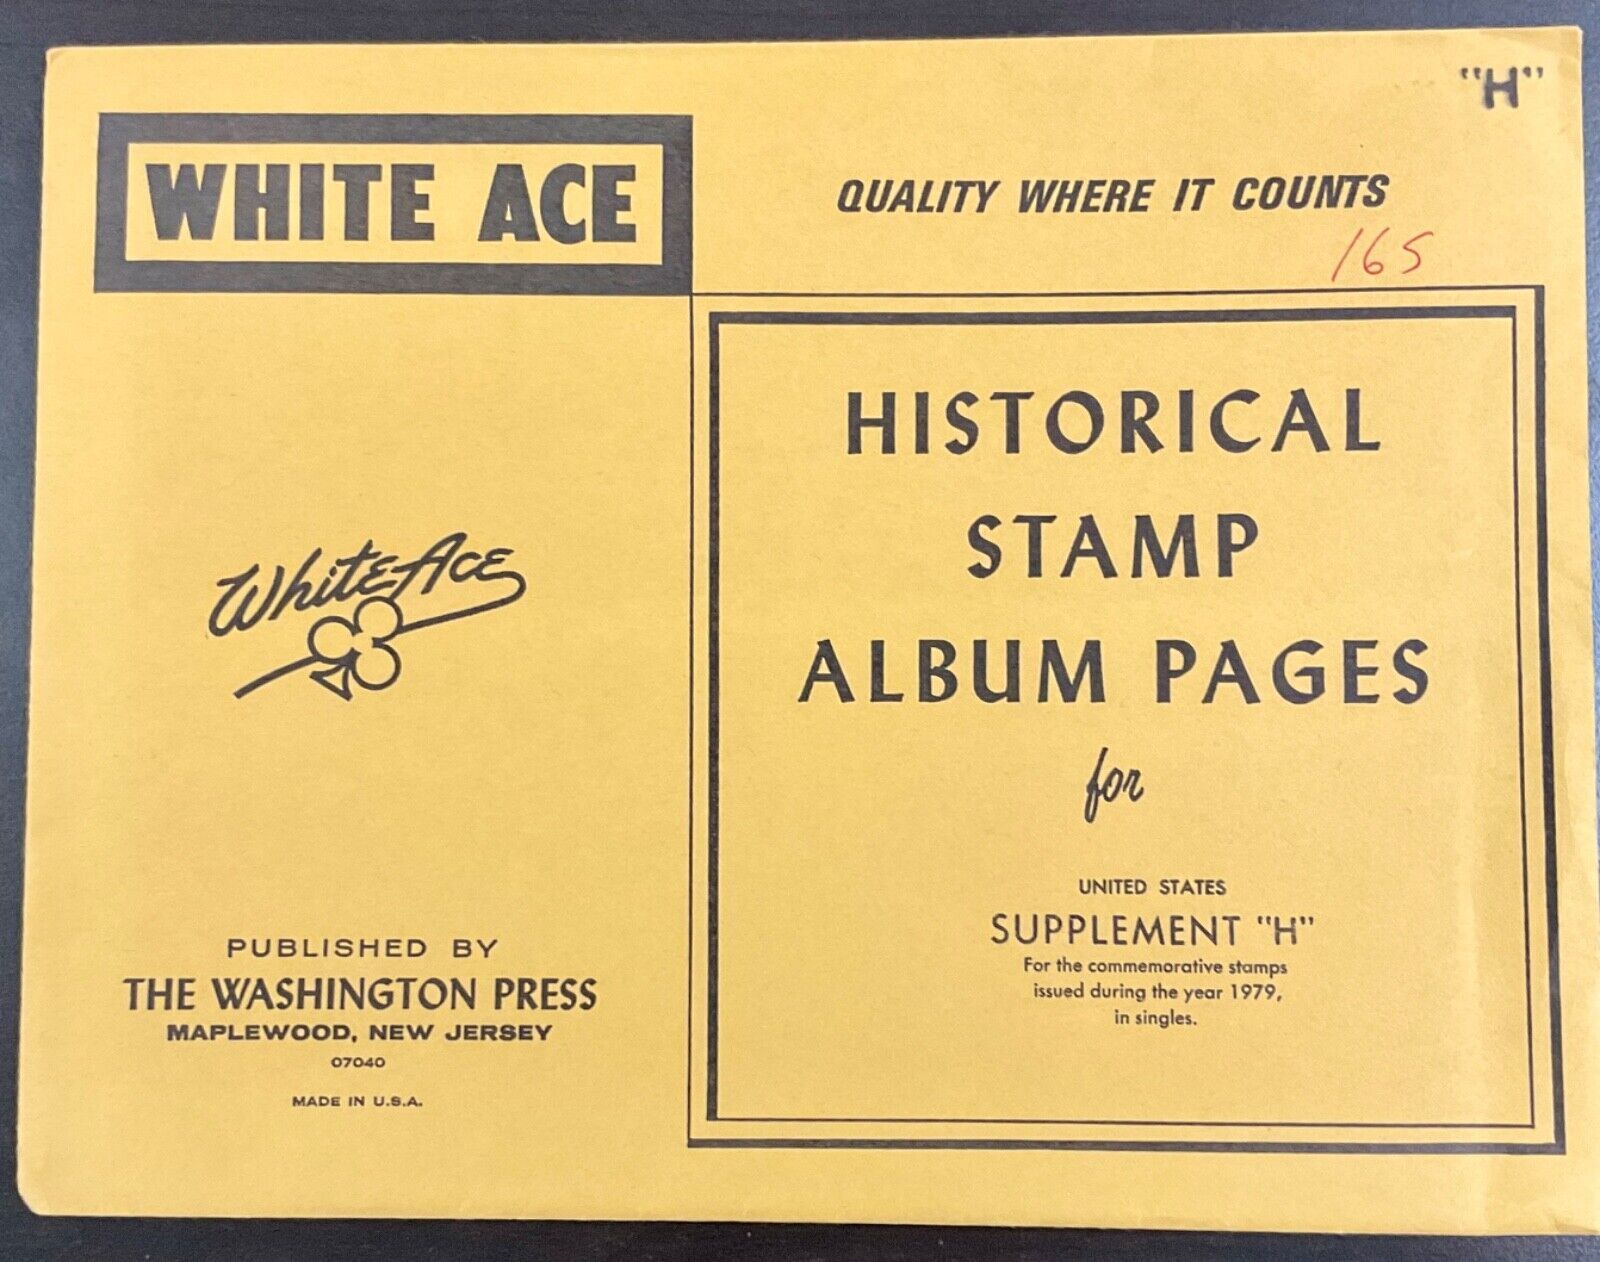 "H"
WHITE ACE
QUALITY WHERE IT COUNTS
165
HISTORICAL
STAMP
ALBUM PAGES
for
White Ace
UNITED STATES
SUPPLEMENT "H"
For the commemorative stamps
issued during the year 1979,
in singles.
PUBLISHED BY
THE WASHINGTON PRESS
MAPLEWOOD, NEW JERSEY
07040
MADE IN U.S.A.